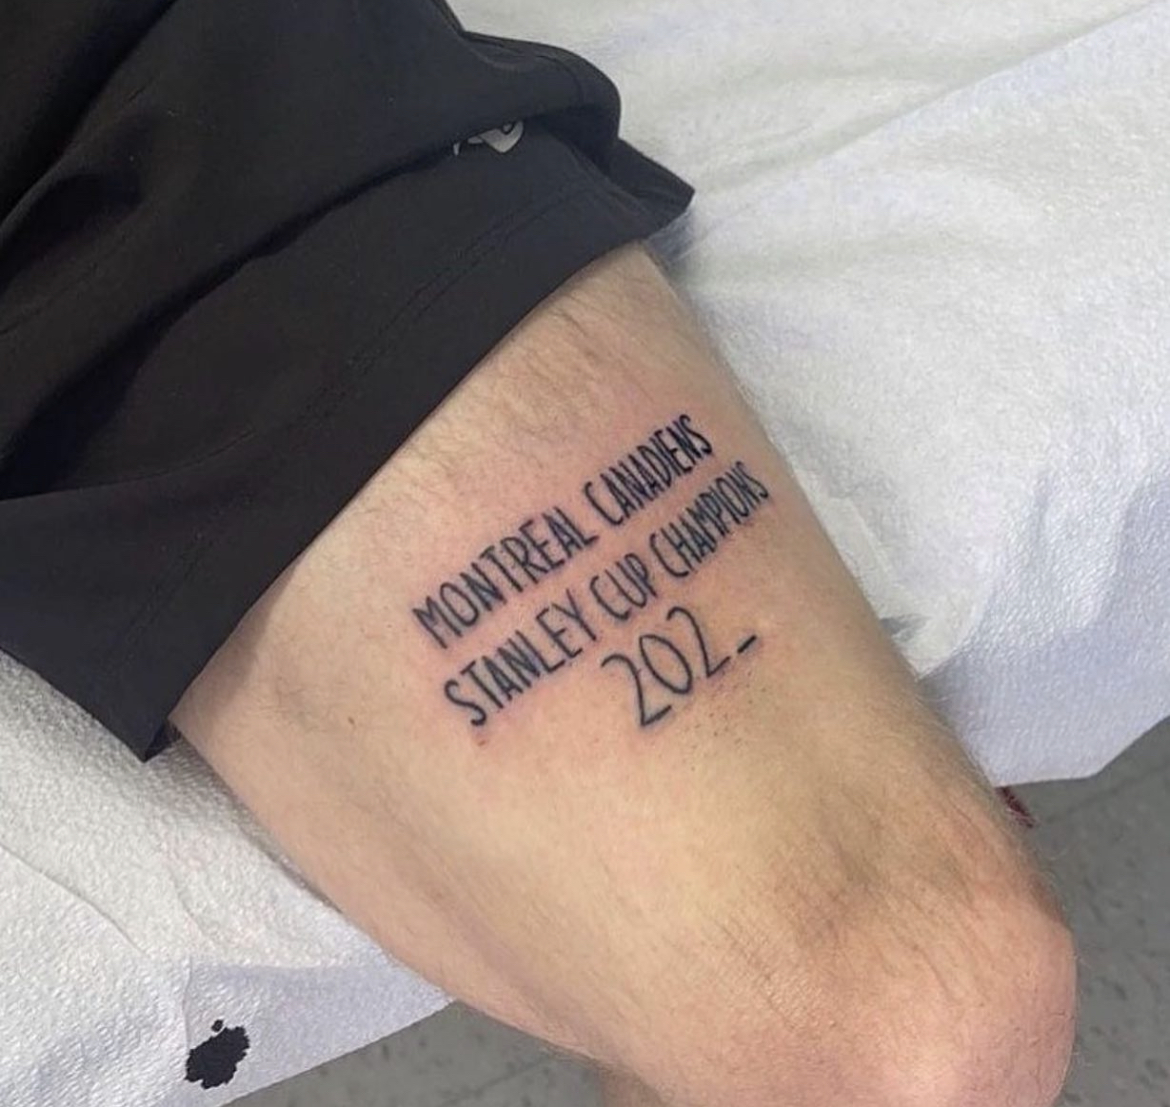 MONTREAL CANADIENS
STANLEY CUP CHAMPIONS
202_